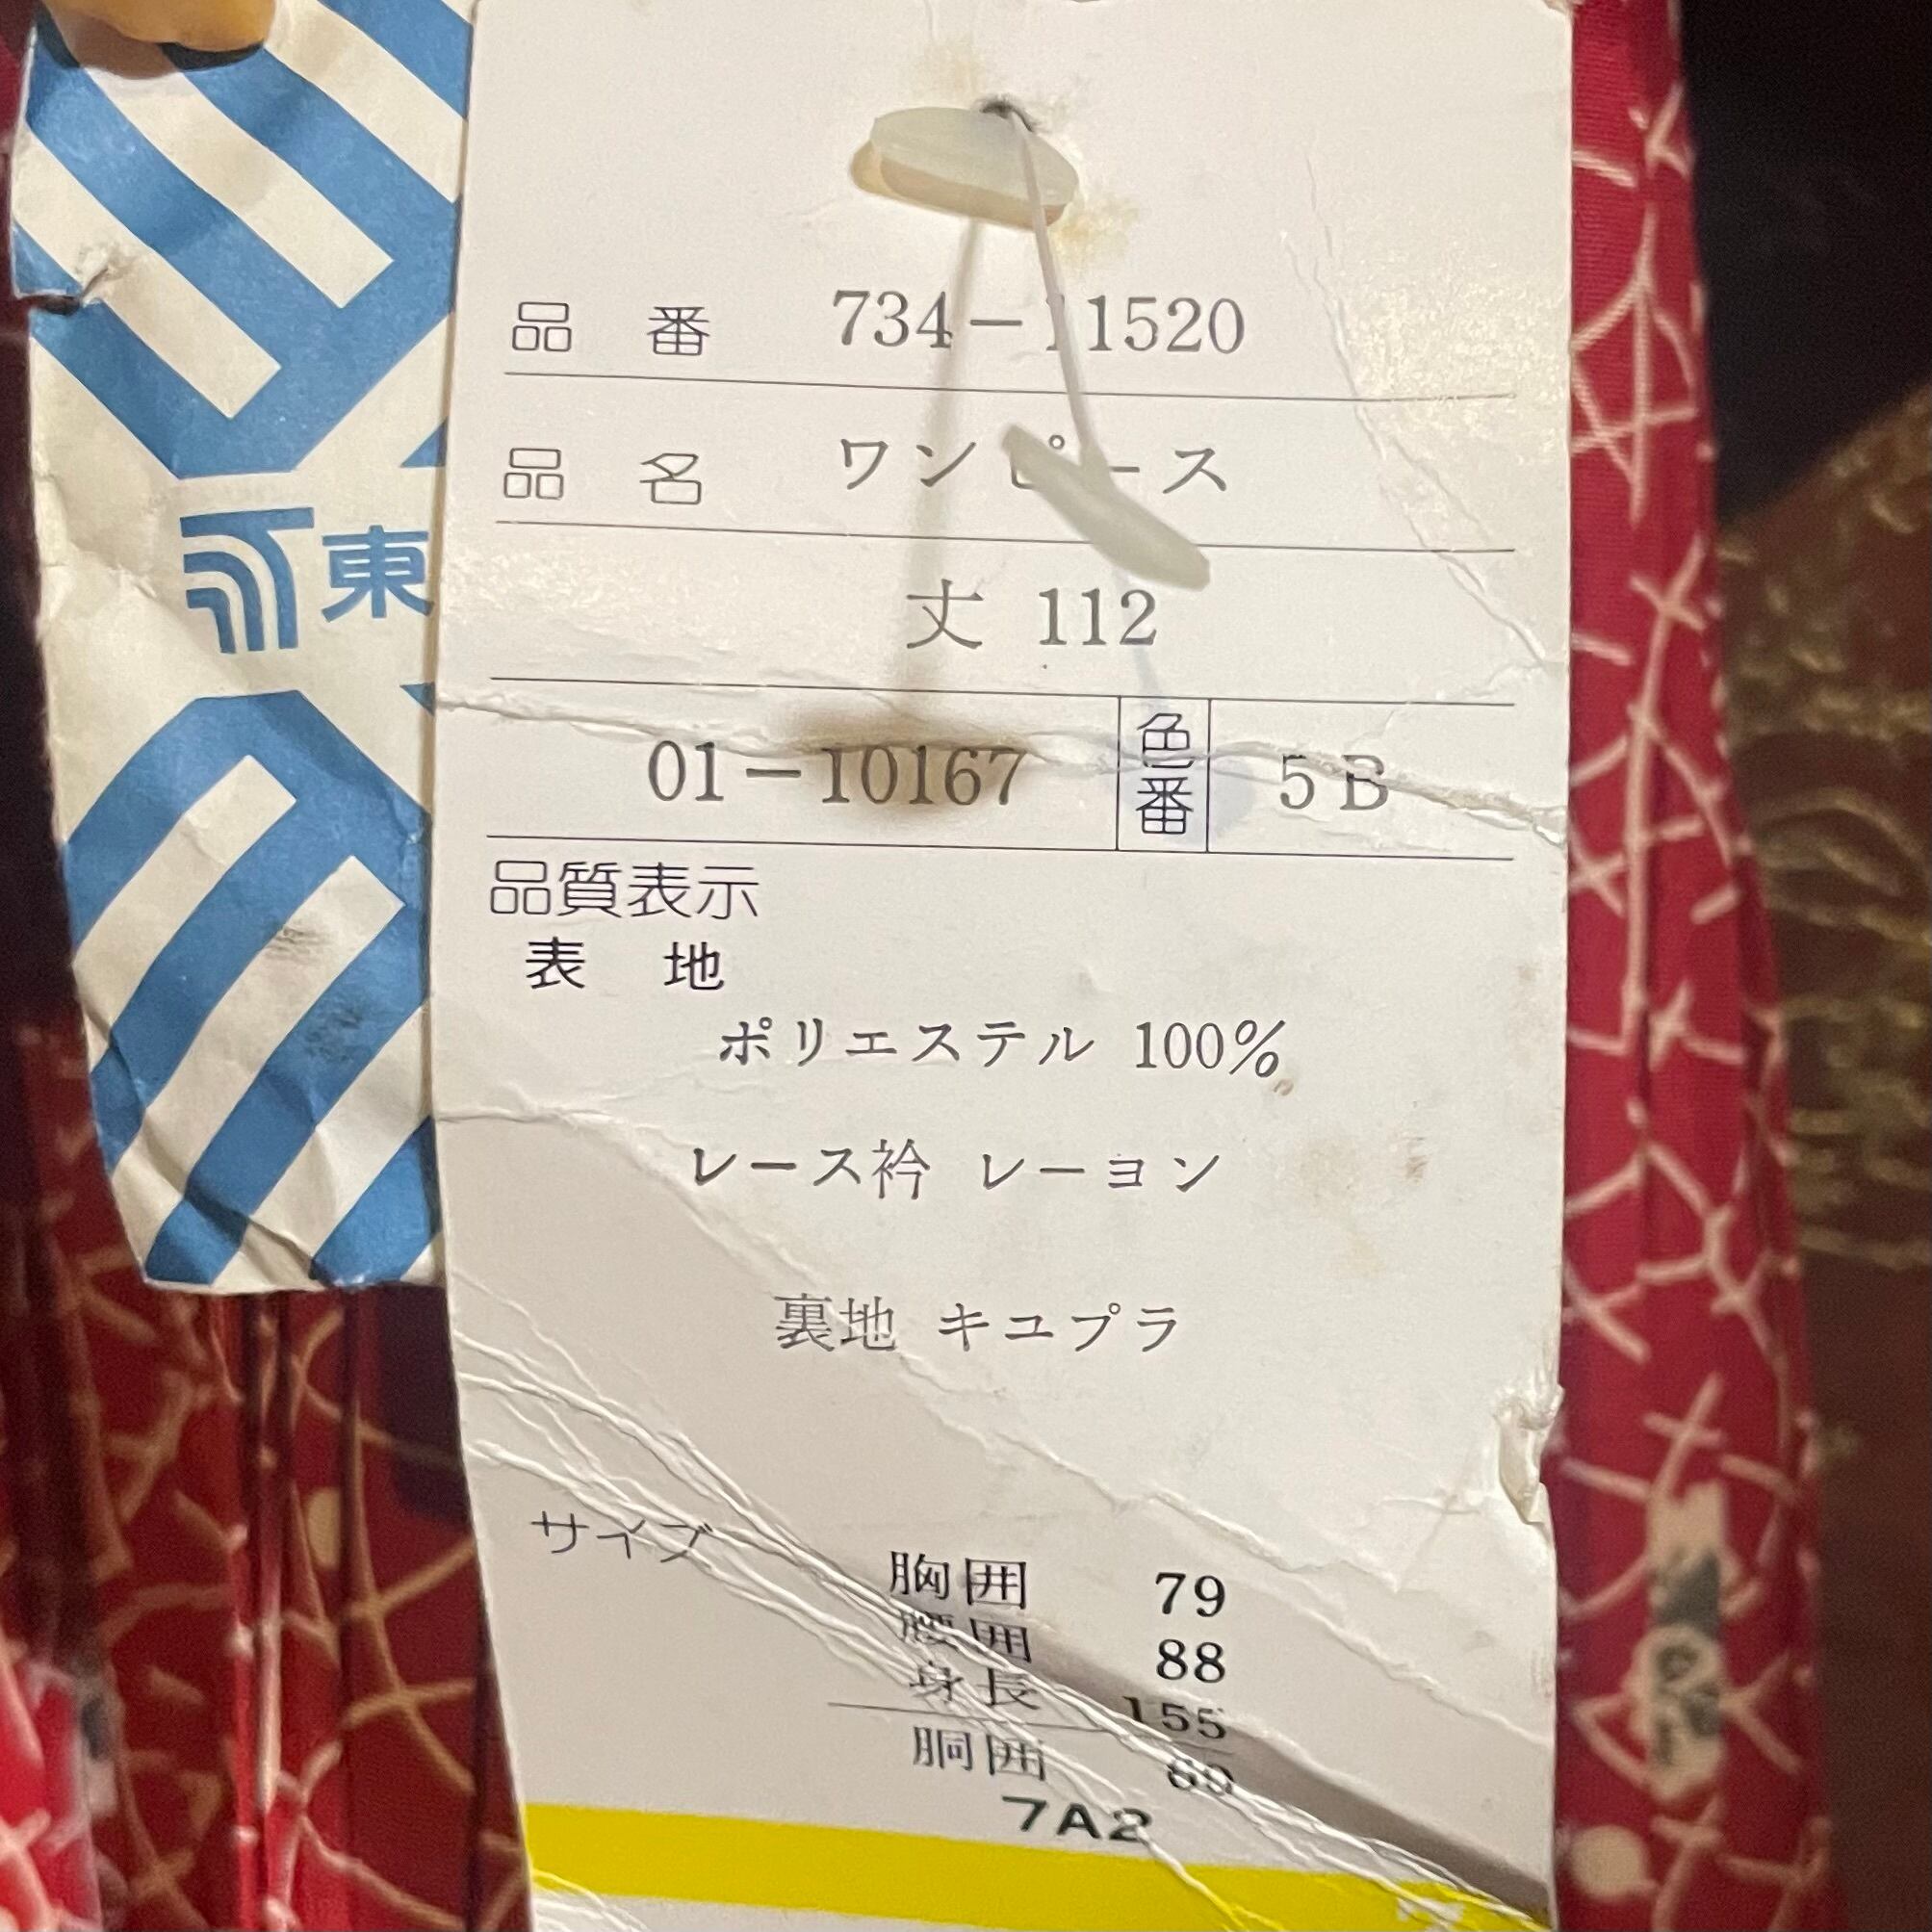 東
品番 734-11520
品名 ワンピース
丈 112
01-10167 色番 5B
品質表示
表地
ポリエステル 100%
レース衿 レーヨン
裏地 キユプラ
サイズ
胸囲 79
腰囲 88
身長 155
胴囲
7A2